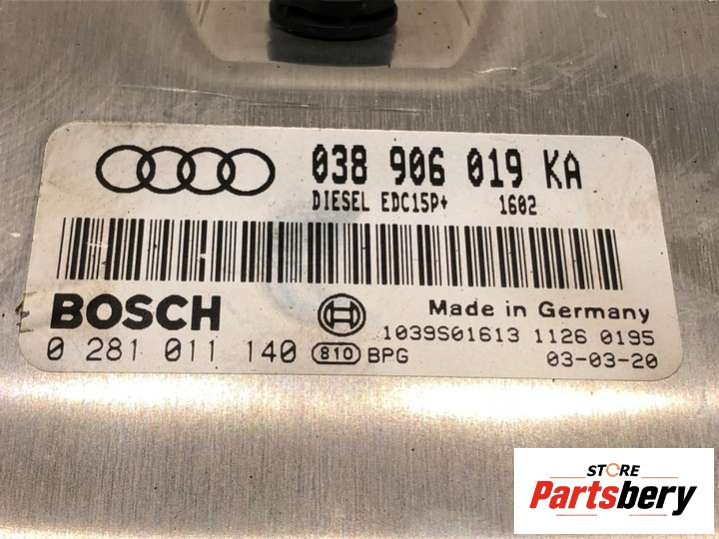 038 906 019 KA
DIESEL EDC15P+ 1602
BOSCH
Made in Germany
1039S01613 1126 0195
0 281 011 140 810 BPG 03-03-20
STORE
Partsbery